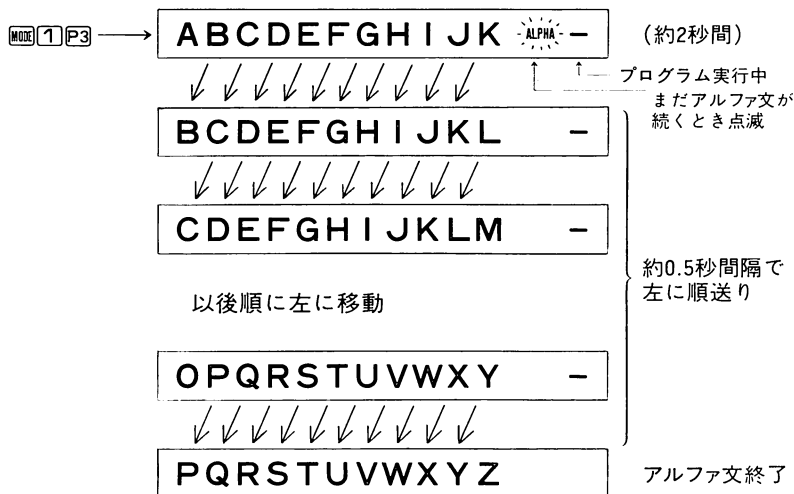 MODE 1 P3 → ABCDEFGHIJK ALPHA − (約2秒間)
プログラム実行中
まだアルファ文が
続くとき点滅
BCDEFGHIJKL −
CDEFGHIJKLM −
以後順に左に移動
約0.5秒間隔で
左に順送り
OPQRSTUVWXY −
PQRSTUVWXYZ アルファ文終了